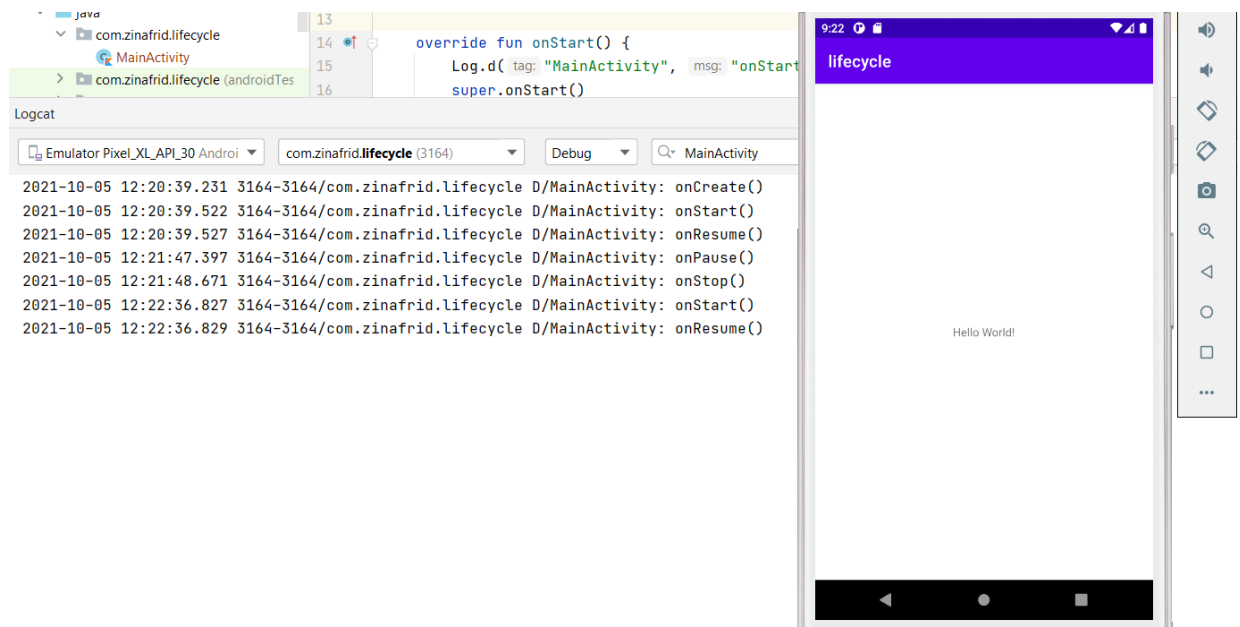 java
com.zinafrid.lifecycle
MainActivity
com.zinafrid.lifecycle (androidTes
13
14 override fun onStart() {
15 Log.d( tag: "MainActivity", msg: "onStart
16 super.onStart()
Logcat
Emulator Pixel_XL_API_30 Androi
com.zinafrid.lifecycle (3164)
Debug
MainActivity
2021-10-05 12:20:39.231 3164-3164/com.zinafrid.lifecycle D/MainActivity: onCreate()
2021-10-05 12:20:39.522 3164-3164/com.zinafrid.lifecycle D/MainActivity: onStart()
2021-10-05 12:20:39.527 3164-3164/com.zinafrid.lifecycle D/MainActivity: onResume()
2021-10-05 12:21:47.397 3164-3164/com.zinafrid.lifecycle D/MainActivity: onPause()
2021-10-05 12:21:48.671 3164-3164/com.zinafrid.lifecycle D/MainActivity: onStop()
2021-10-05 12:22:36.827 3164-3164/com.zinafrid.lifecycle D/MainActivity: onStart()
2021-10-05 12:22:36.829 3164-3164/com.zinafrid.lifecycle D/MainActivity: onResume()
9:22
lifecycle
Hello World!